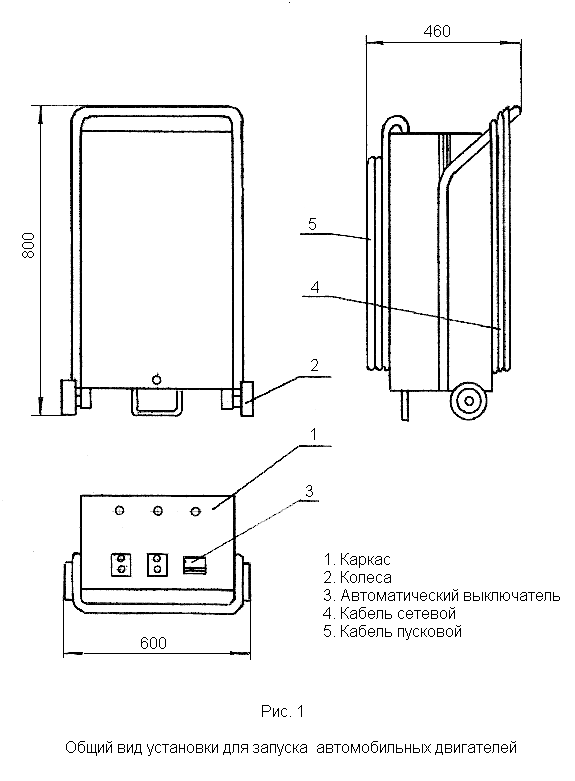 460
800
5
4
2
1
3
1. Каркас
2. Колеса
3. Автоматический выключатель
4. Кабель сетевой
5. Кабель пусковой
600
Рис. 1
Общий вид установки для запуска автомобильных двигателей